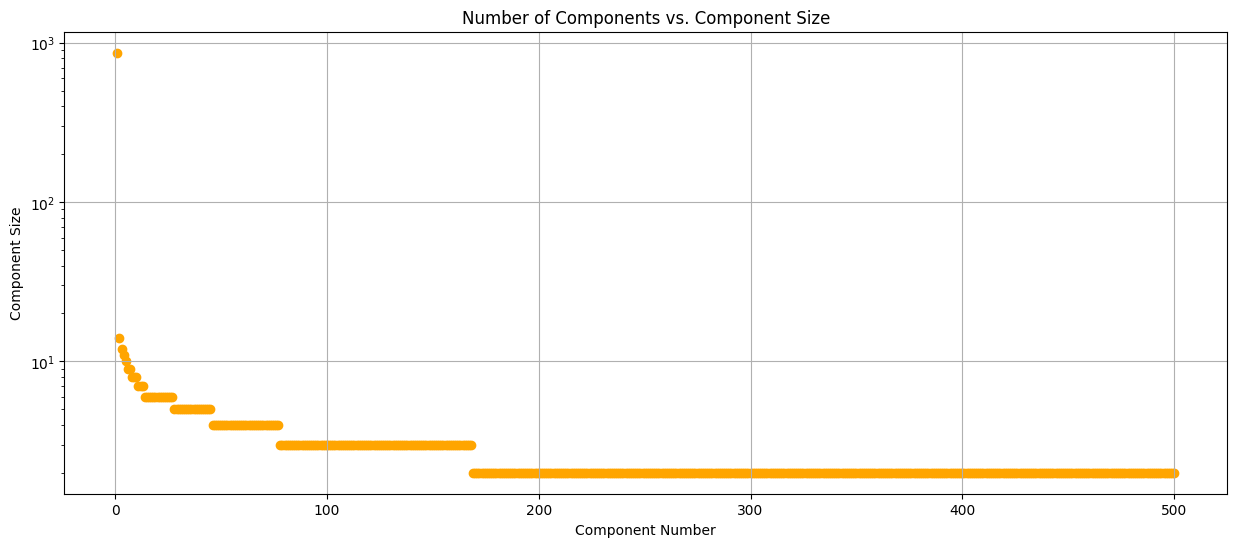 Number of Components vs. Component Size
10³
10²
10¹
Component Size
0 100 200 300 400 500
Component Number